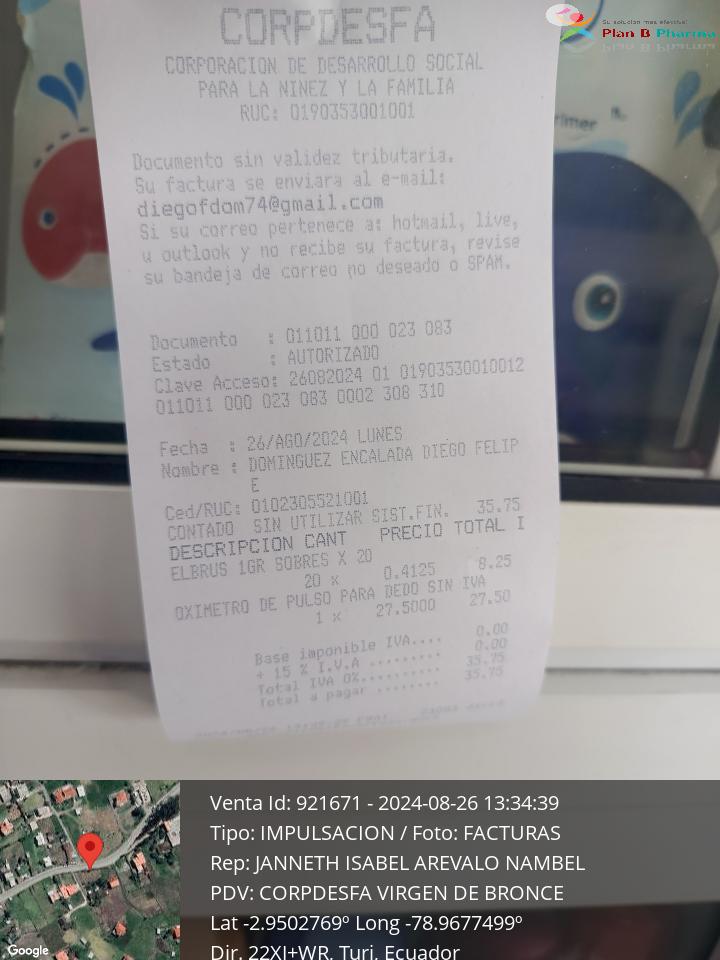 CORPDESFA
CORPORACION DE DESARROLLO SOCIAL
PARA LA NINEZ Y LA FAMILIA
RUC: 0190353001001
Documento sin validez tributaria.
Su factura se enviara al e-mail:
diegofdom74@gmail.com
Si su correo pertenece a: hotmail, live,
u outlook y no recibe su factura, revise
su bandeja de correo no deseado o SPAM.
Documento : 011011 000 023 083
Estado : AUTORIZADO
Clave Acceso: 26082024 01 01903530010012
011011 000 023 083 0002 308 310
Fecha : 26/AGO/2024 LUNES
Nombre : DOMINGUEZ ENCALADA DIEGO FELIP
E
Ced/RUC: 0102305521001
CONTADO SIN UTILIZAR SIST.FIN. 35.75
DESCRIPCION CANT PRECIO TOTAL I
ELBRUS 1GR SOBRES X 20
20 x 0.4125 8.25
OXIMETRO DE PULSO PARA DEDO SIN IVA
1 x 27.5000 27.50
Base imponible IVA.... 0.00
+ 15 % I.V.A ......... 0.00
Total IVA 0%.......... 35.75
Total a pagar ........ 35.75
Su solucion mas efectiva!
Plan B Pharma
rimer
Venta Id: 921671 - 2024-08-26 13:34:39
Tipo: IMPULSACION / Foto: FACTURAS
Rep: JANNETH ISABEL AREVALO NAMBEL
PDV: CORPDESFA VIRGEN DE BRONCE
Lat -2.9502769º Long -78.9677499º
Dir. 22XJ+WR, Turi, Ecuador
Google